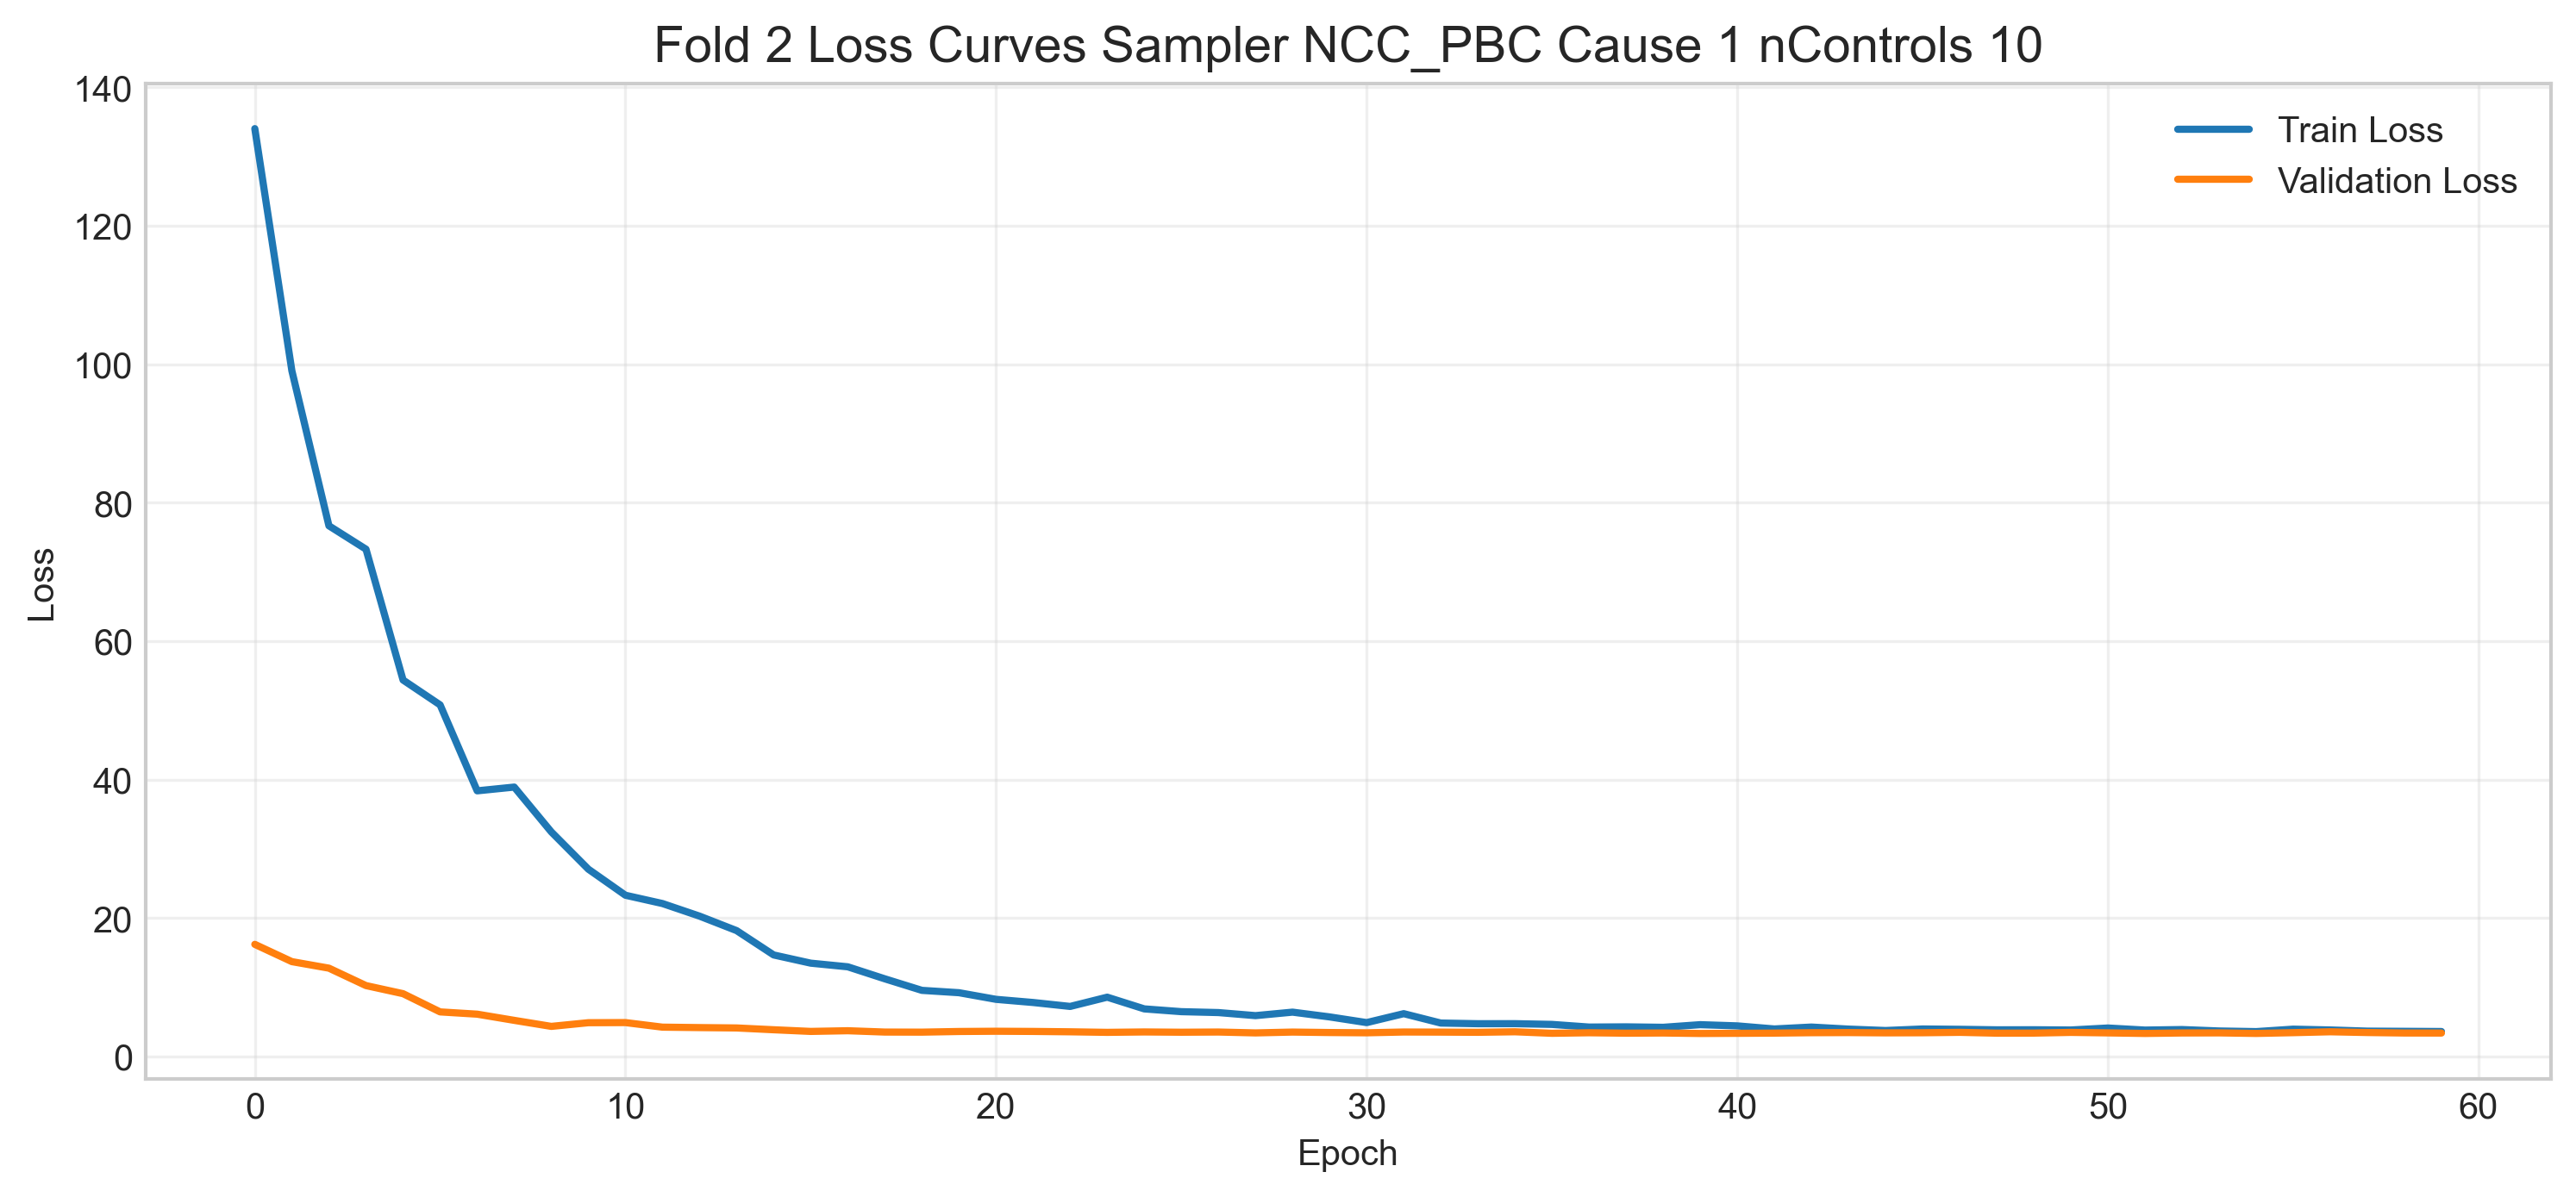 Fold 2 Loss Curves Sampler NCC_PBC Cause 1 nControls 10
140
120
100
80
60
40
20
0
Loss
Train Loss
Validation Loss
0 10 20 30 40 50 60
Epoch